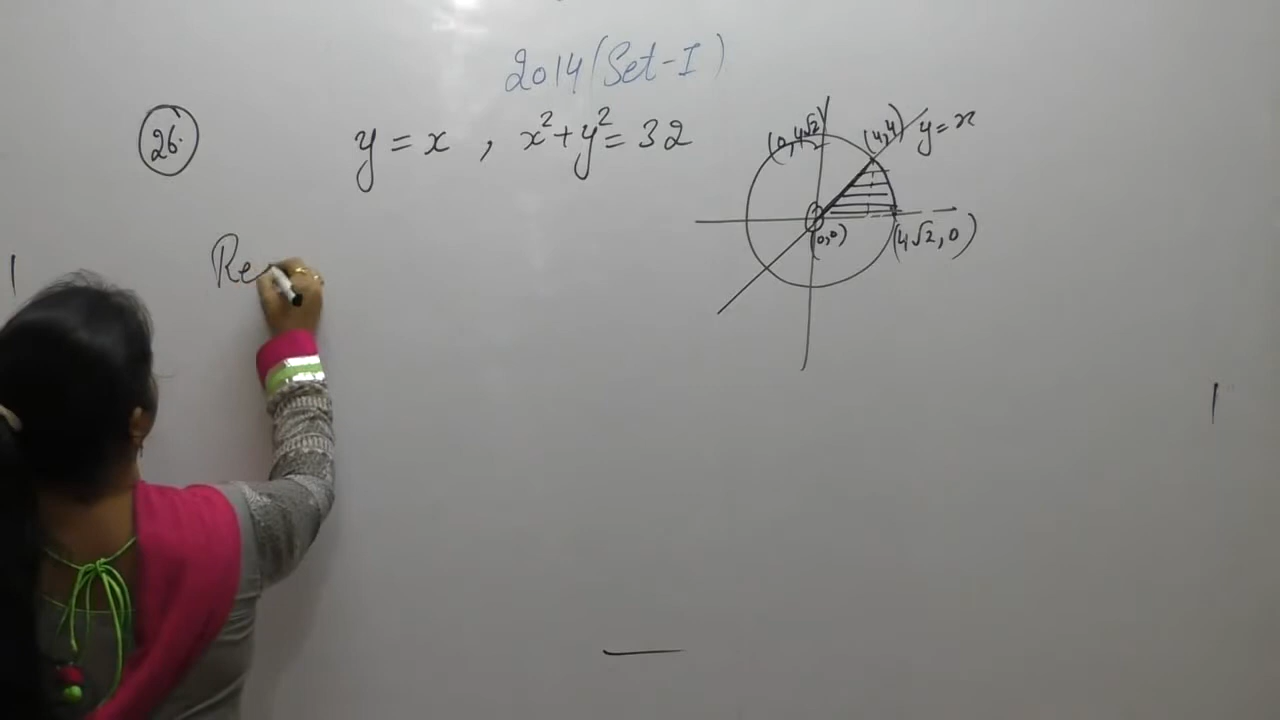 2014 (Set-I)
26.
y = x , x²+y² = 32
(0, 4√2)
(4,4)
y = x
(0,0)
(4√2, 0)
Re